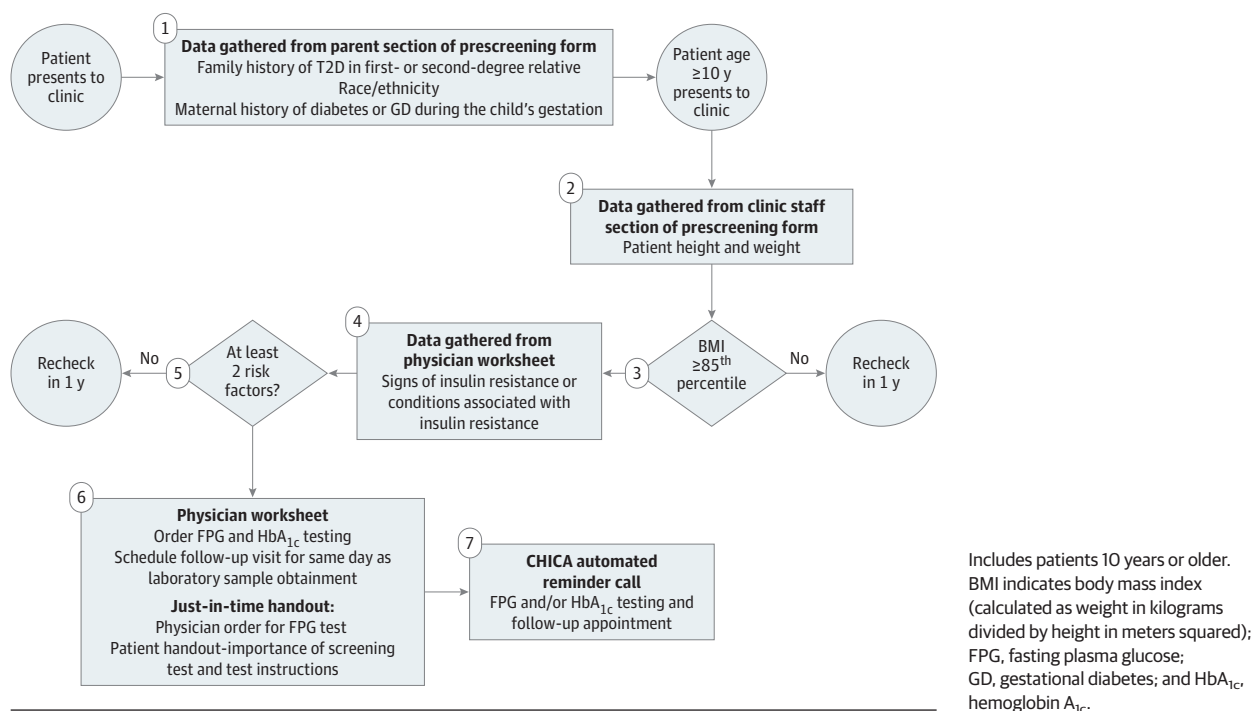 Patient
presents to
clinic
1
Data gathered from parent section of prescreening form
Family history of T2D in first- or second-degree relative
Race/ethnicity
Maternal history of diabetes or GD during the child's gestation
Patient age
≥10 y
presents to
clinic
2
Data gathered from clinic staff
section of prescreening form
Patient height and weight
3
BMI
≥85th
percentile
No
Recheck
in 1 y
4
Data gathered from
physician worksheet
Signs of insulin resistance or
conditions associated with
insulin resistance
5
At least
2 risk
factors?
No
Recheck
in 1 y
6
Physician worksheet
Order FPG and HbA1c testing
Schedule follow-up visit for same day as
laboratory sample obtainment
Just-in-time handout:
Physician order for FPG test
Patient handout-importance of screening
test and test instructions
7
CHICA automated
reminder call
FPG and/or HbA1c testing and
follow-up appointment
Includes patients 10 years or older.
BMI indicates body mass index
(calculated as weight in kilograms
divided by height in meters squared);
FPG, fasting plasma glucose;
GD, gestational diabetes; and HbA1c,
hemoglobin A1c.